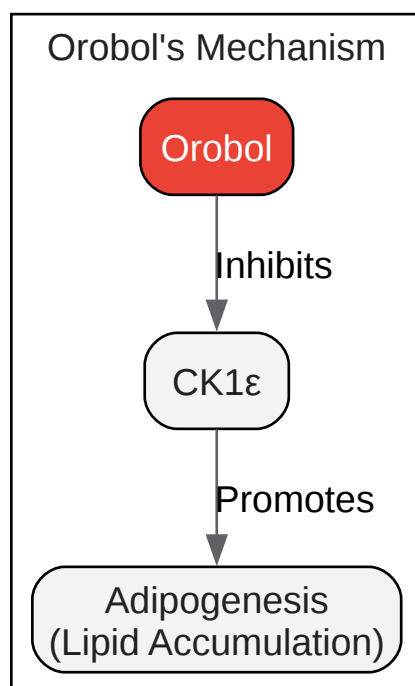 Orobol's Mechanism
Orobol
Inhibits
CK1ε
Promotes
Adipogenesis
(Lipid Accumulation)